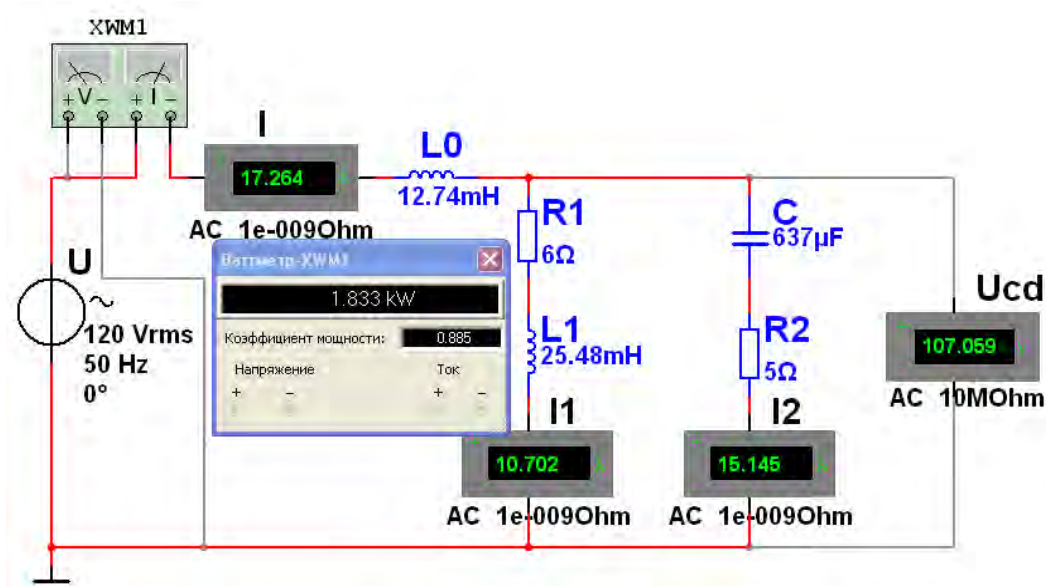 XWM1
+ V - + I -
I
17.264
AC 1e-009Ohm
L0
12.74mH
R1
6Ω
C
637µF
Ваттметр-XWM1
1.833 kW
Коэффициент мощности: 0.885
Напряжение Ток
+ - + -
U
~
120 Vrms
50 Hz
0°
L1
25.48mH
R2
5Ω
Ucd
107.059
AC 10MOhm
I1
10.702
AC 1e-009Ohm
I2
15.145
AC 1e-009Ohm